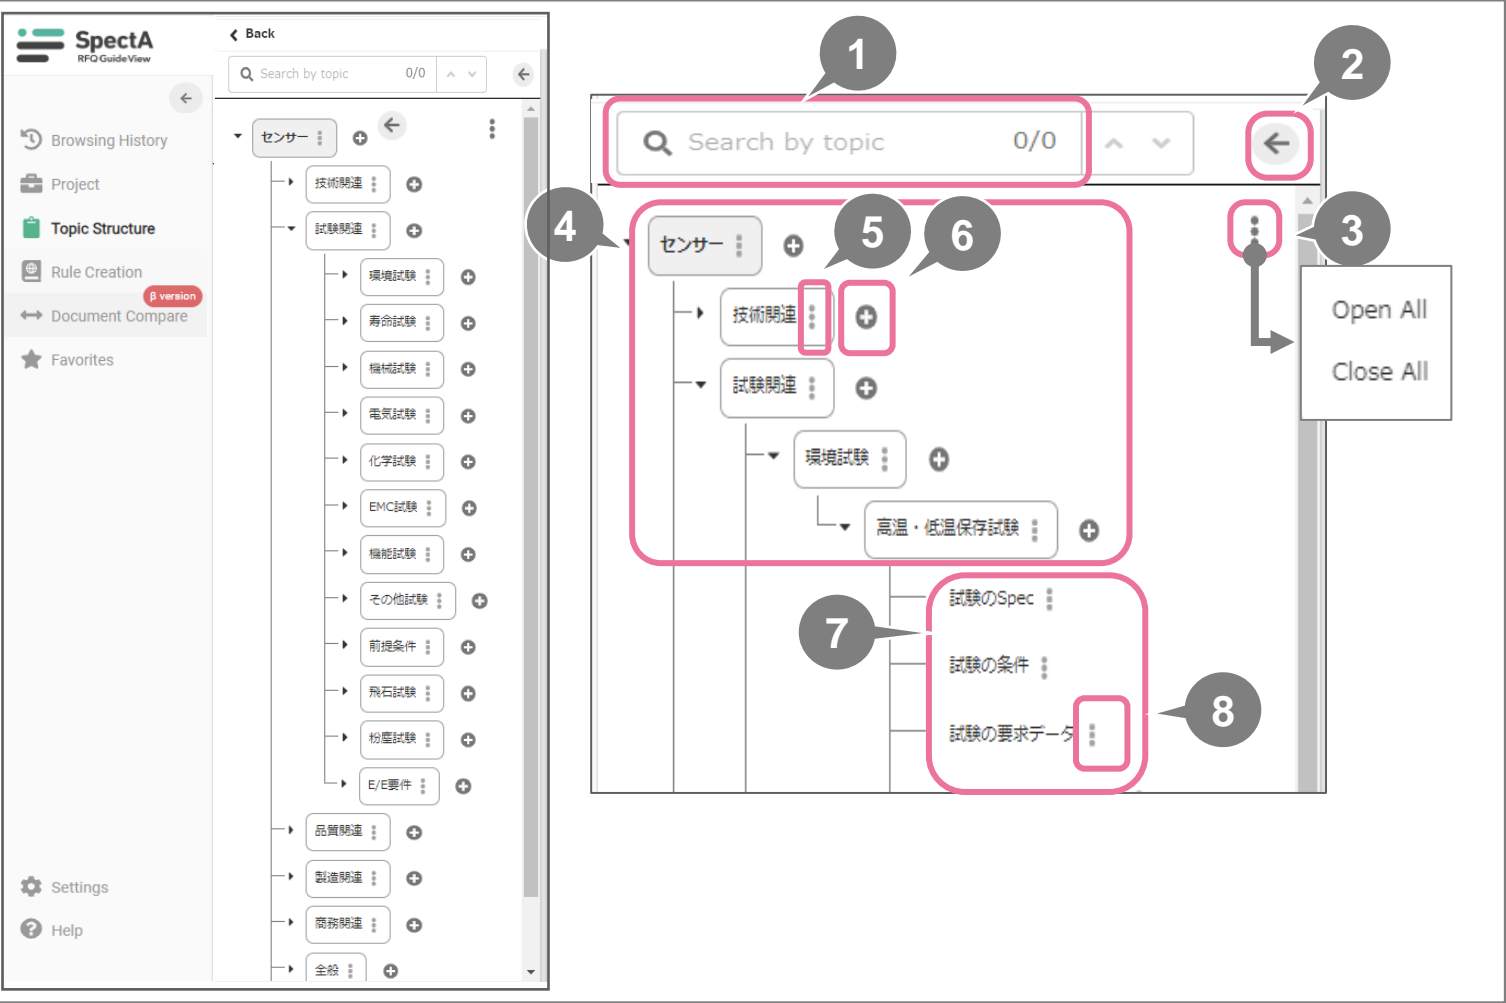 SpectA
RFQ GuideView
Browsing History
Project
Topic Structure
Rule Creation
β version
Document Compare
Favorites
Settings
Help
Back
Search by topic 0/0
センサー
技術関連
試験関連
環境試験
寿命試験
機械試験
電気試験
化学試験
EMC試験
機能試験
その他試験
前提条件
飛石試験
粉塵試験
E/E要件
品質関連
製造関連
商務関連
全般
1
2
Search by topic 0/0
3
4
5
6
センサー
技術関連
試験関連
環境試験
高温・低温保存試験
Open All
Close All
7
試験のSpec
試験の条件
試験の要求データ
8